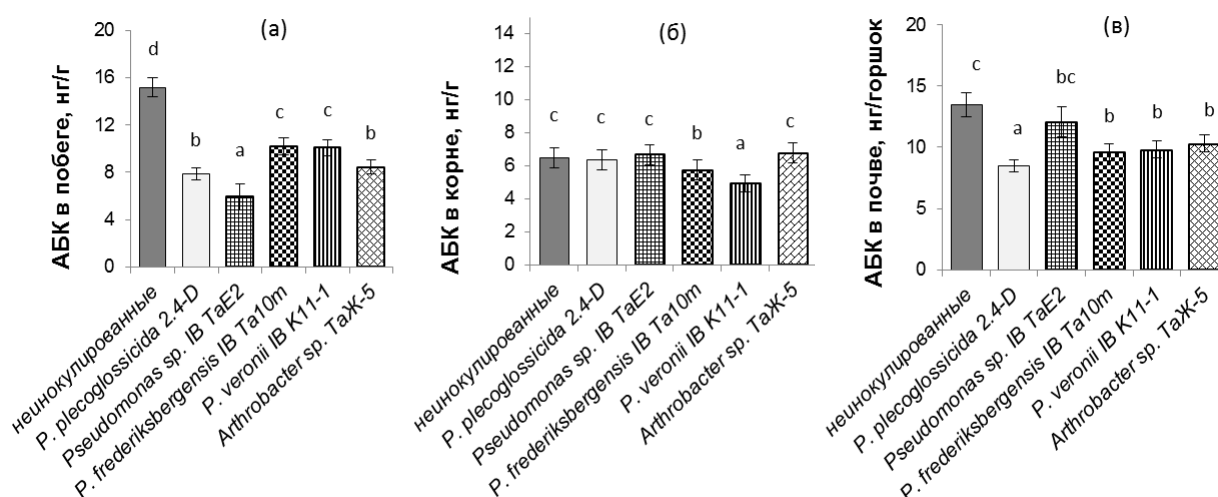 (а)
АБК в побеге, нг/г
20
16
12
8
4
0
d
b
a
c
c
b
неинокулированные
P. plecoglossicida 2.4-D
Pseudomonas sp. IB TaE2
P. frederiksbergensis IB Ta10m
P. veronii IB K11-1
Arthrobacter sp. ТаЖ-5
(б)
АБК в корне, нг/г
14
12
10
8
6
4
2
0
c
c
c
b
a
c
неинокулированные
P. plecoglossicida 2.4-D
Pseudomonas sp. IB TaE2
P. frederiksbergensis IB Ta10m
P. veronii IB K11-1
Arthrobacter sp. ТаЖ-5
(в)
АБК в почве, нг/горшок
20
15
10
5
0
c
a
bc
b
b
b
неинокулированные
P. plecoglossicida 2.4-D
Pseudomonas sp. IB TaE2
P. frederiksbergensis IB Ta10m
P. veronii IB K11-1
Arthrobacter sp. ТаЖ-5